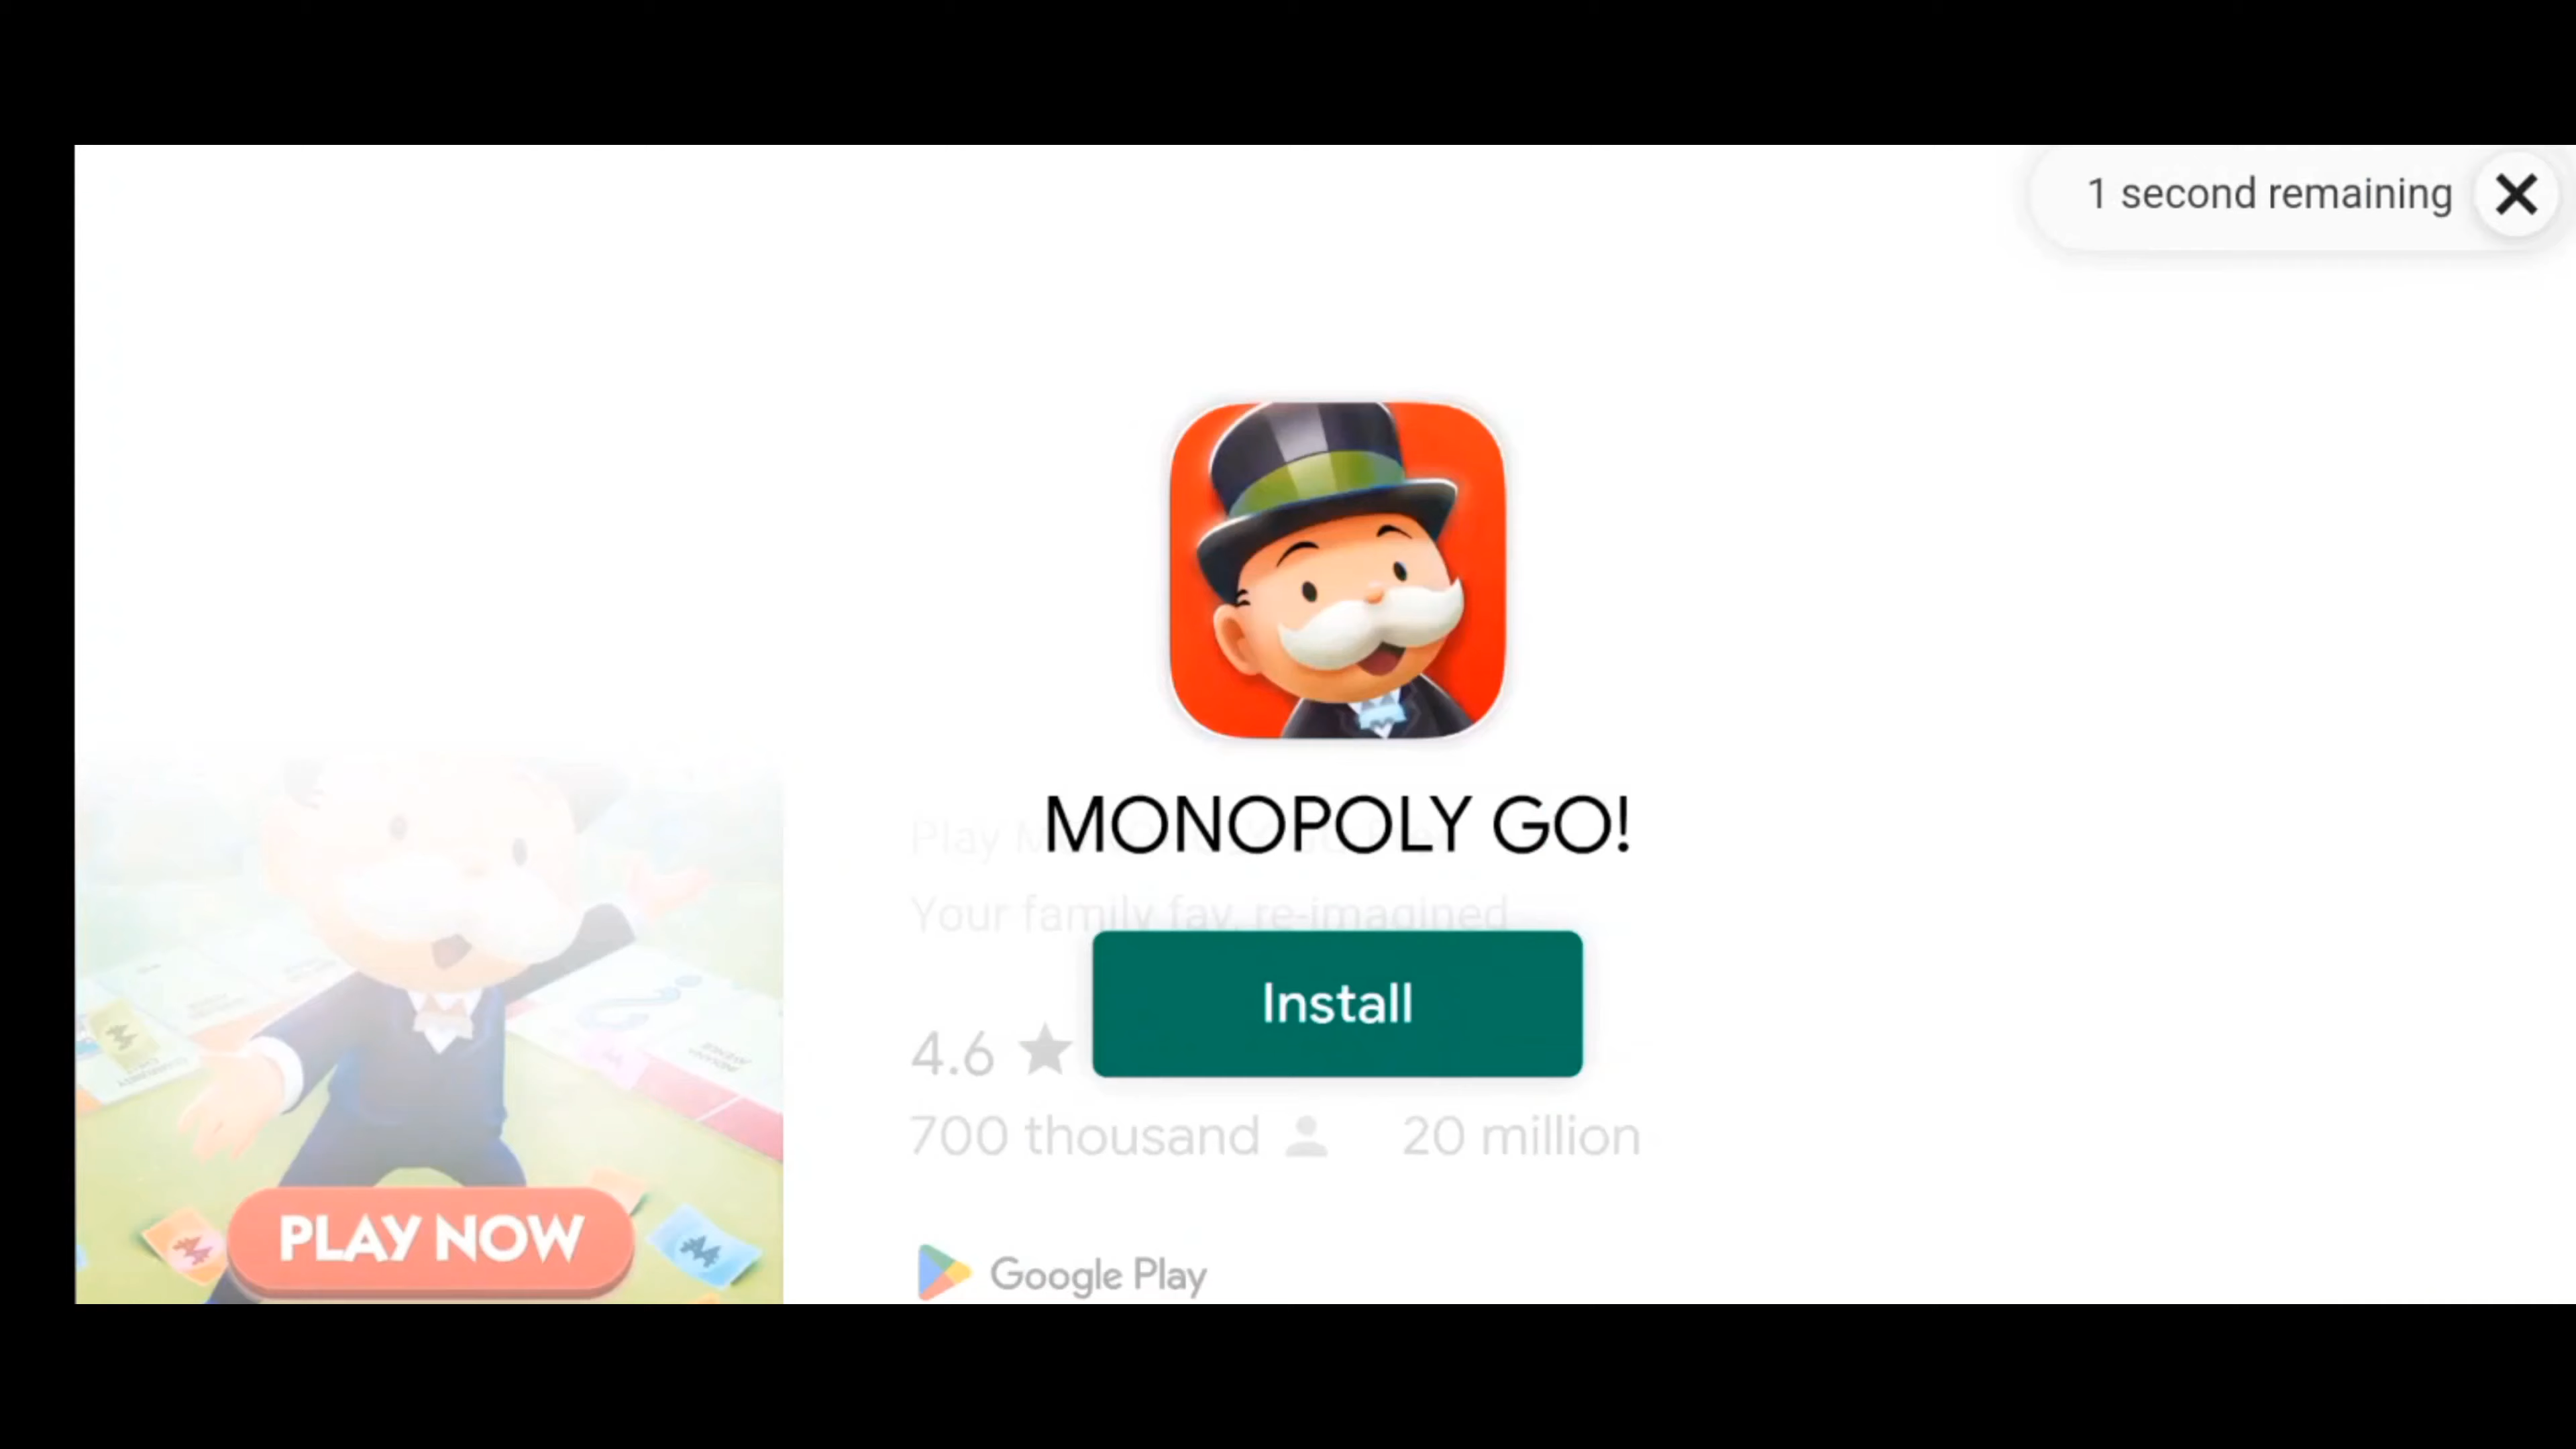 1 second remaining
MONOPOLY GO!
Play M
Your family fav, re-imagined
Install
4.6
700 thousand
20 million
PLAY NOW
Google Play